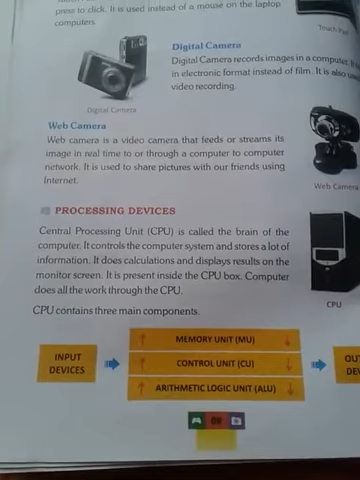 press to click. It is used instead of a mouse on the laptop
computers.
Touch Pad
Digital Camera
Digital Camera records images in a computer. It
in electronic format instead of film. It is also used
video recording.
Digital Camera
Web Camera
Web camera is a video camera that feeds or streams its
image in real time to or through a computer to computer
network. It is used to share pictures with our friends using
Internet.
Web Camera
PROCESSING DEVICES
Central Processing Unit (CPU) is called the brain of the
computer. It controls the computer system and stores a lot of
information. It does calculations and displays results on the
monitor screen. It is present inside the CPU box. Computer
does all the work through the CPU.
CPU
CPU contains three main components.
INPUT
DEVICES
MEMORY UNIT (MU)
CONTROL UNIT (CU)
ARITHMETIC LOGIC UNIT (ALU)
OU
DE